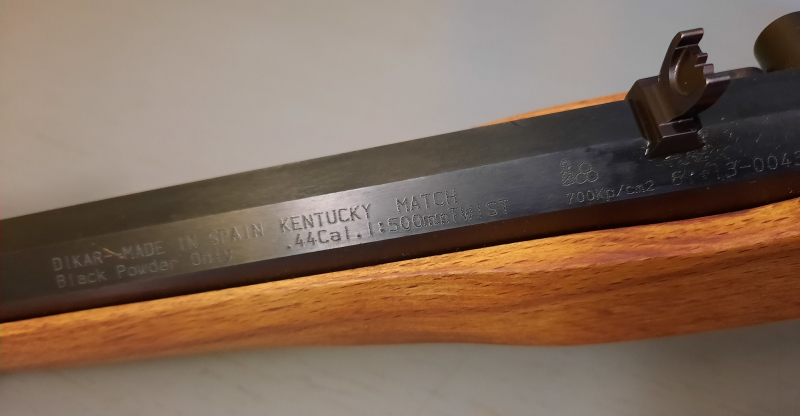 DIKAR-MADE IN SPAIN KENTUCKY MATCH
Black Powder Only .44Cal.1:500mmTWIST
700Kp/cm2